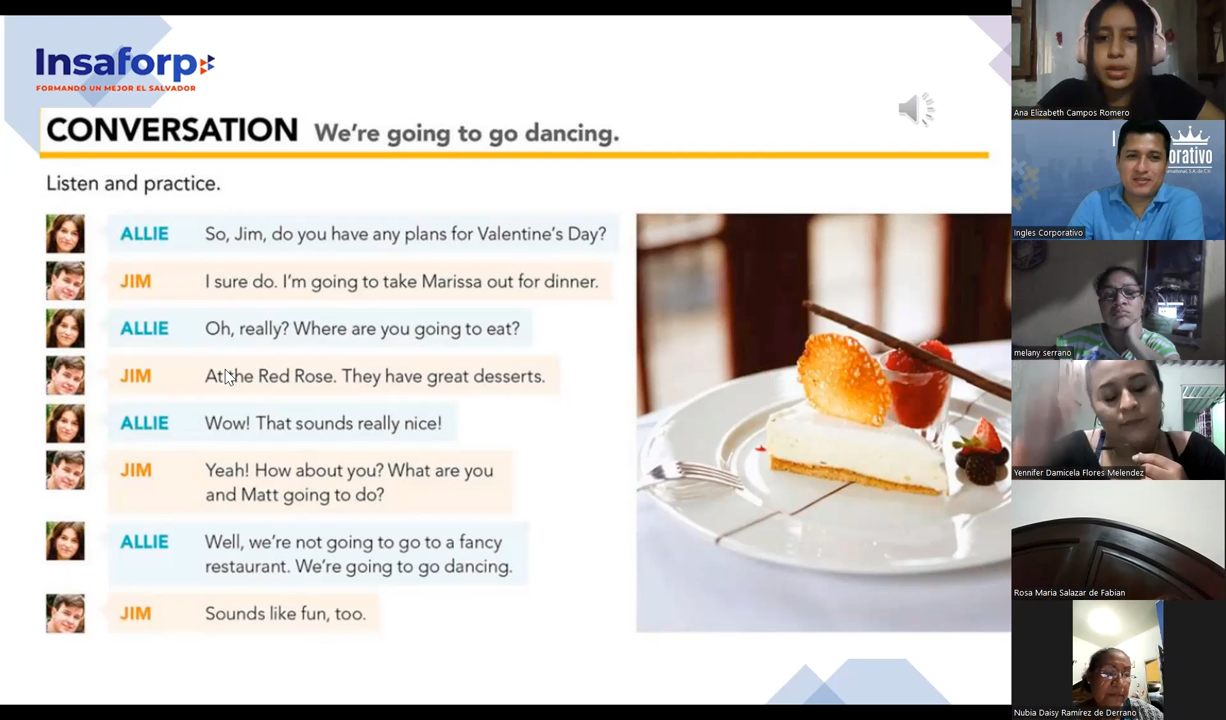 Insaforp
FORMANDO UN MEJOR EL SALVADOR
CONVERSATION We're going to go dancing.
Listen and practice.
ALLIE So, Jim, do you have any plans for Valentine's Day?
JIM I sure do. I'm going to take Marissa out for dinner.
ALLIE Oh, really? Where are you going to eat?
JIM At the Red Rose. They have great desserts.
ALLIE Wow! That sounds really nice!
JIM Yeah! How about you? What are you
and Matt going to do?
ALLIE Well, we're not going to go to a fancy
restaurant. We're going to go dancing.
JIM Sounds like fun, too.
Ana Elizabeth Campos Romero
orativo
Ingles Corporativo
melany serrano
Yennifer Damicela Flores Melendez
Rosa Maria Salazar de Fabian
Nubia Daisy Ramírez de Derrano